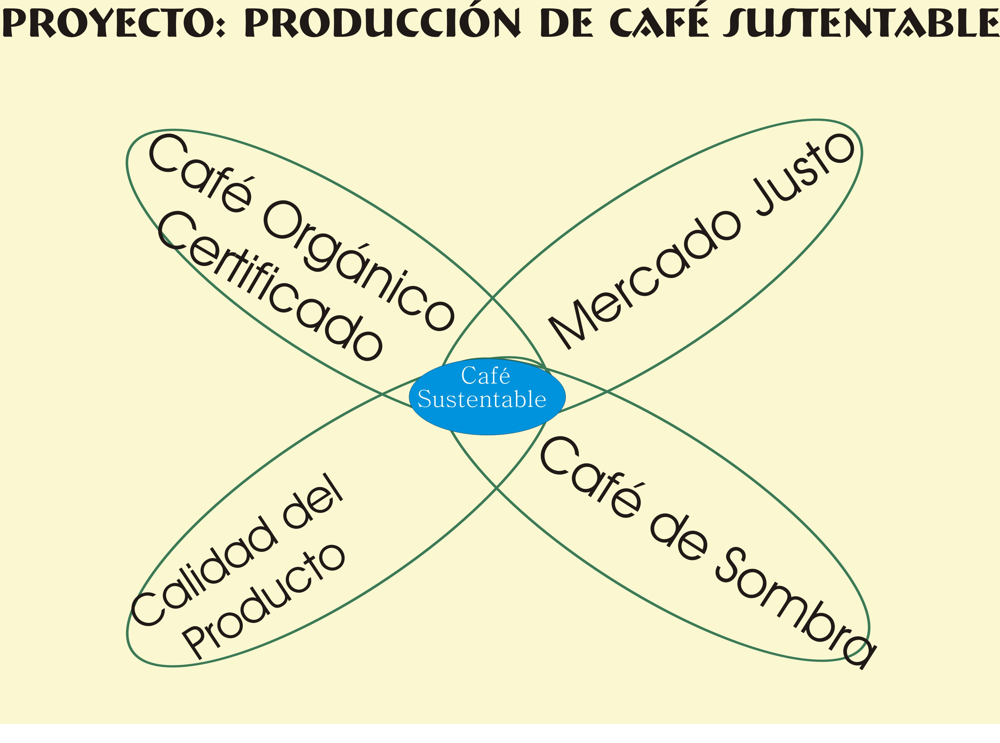 PROYECTO: PRODUCCIÓN DE CAFÉ SUSTENTABLE
Café Orgánico
Certificado
Mercado Justo
Café
Sustentable
Calidad del
Producto
Café de Sombra